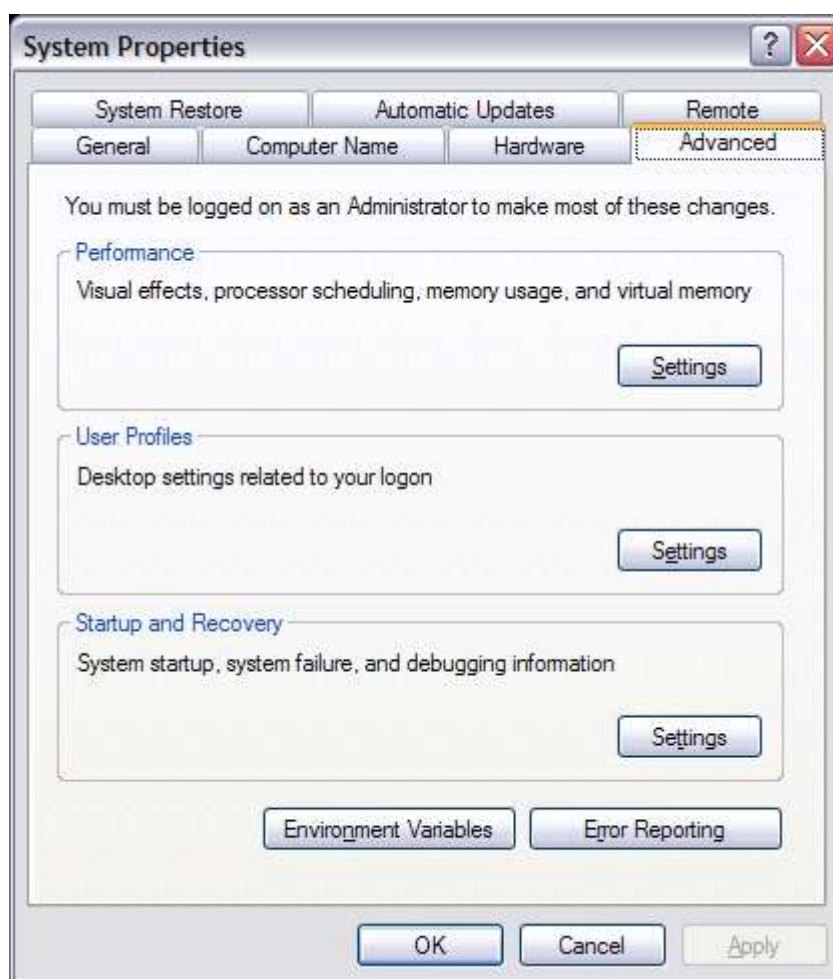 System Properties
?
System Restore
Automatic Updates
Remote
General
Computer Name
Hardware
Advanced
You must be logged on as an Administrator to make most of these changes.
Performance
Visual effects, processor scheduling, memory usage, and virtual memory
Settings
User Profiles
Desktop settings related to your logon
Settings
Startup and Recovery
System startup, system failure, and debugging information
Settings
Environment Variables
Error Reporting
OK
Cancel
Apply